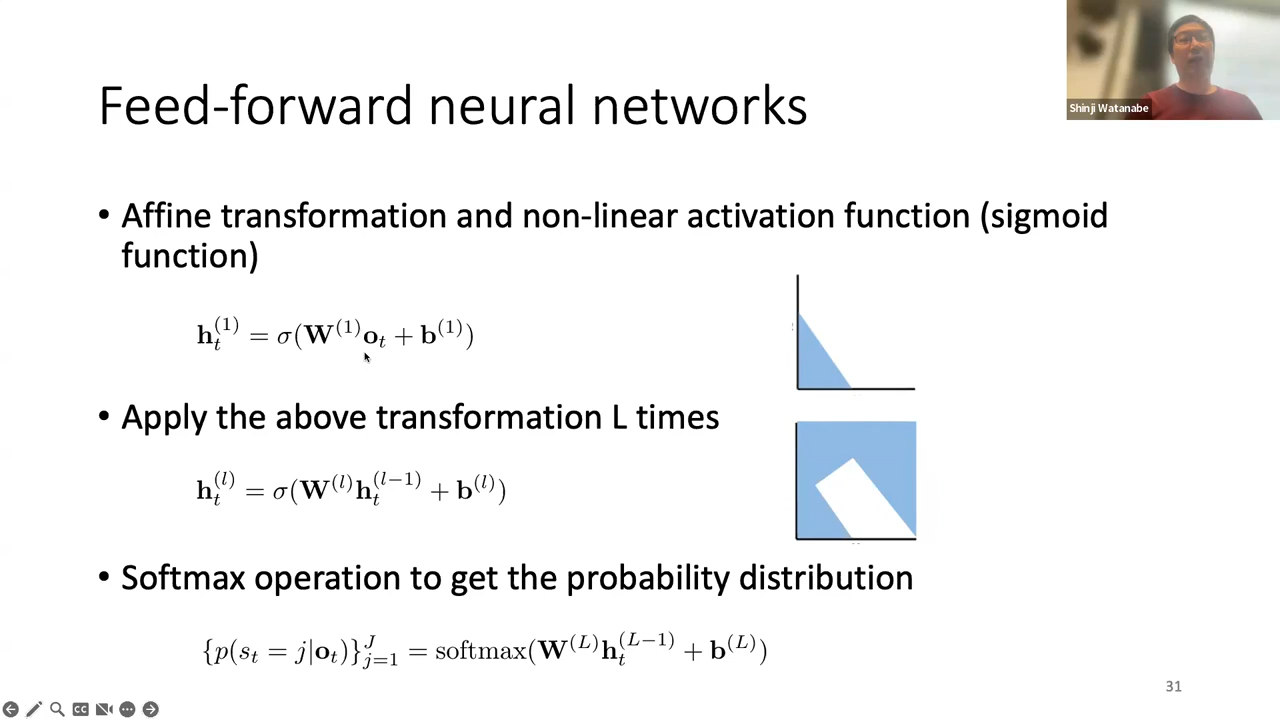 Shinji Watanabe
Feed-forward neural networks
• Affine transformation and non-linear activation function (sigmoid
function)
h_t^{(1)} = σ(W^{(1)}o_t + b^{(1)})
• Apply the above transformation L times
h_t^{(l)} = σ(W^{(l)}h_t^{(l−1)} + b^{(l)})
• Softmax operation to get the probability distribution
{p(s_t = j|o_t)}_{j=1}^J = softmax(W^{(L)}h_t^{(L−1)} + b^{(L)})
31
CC